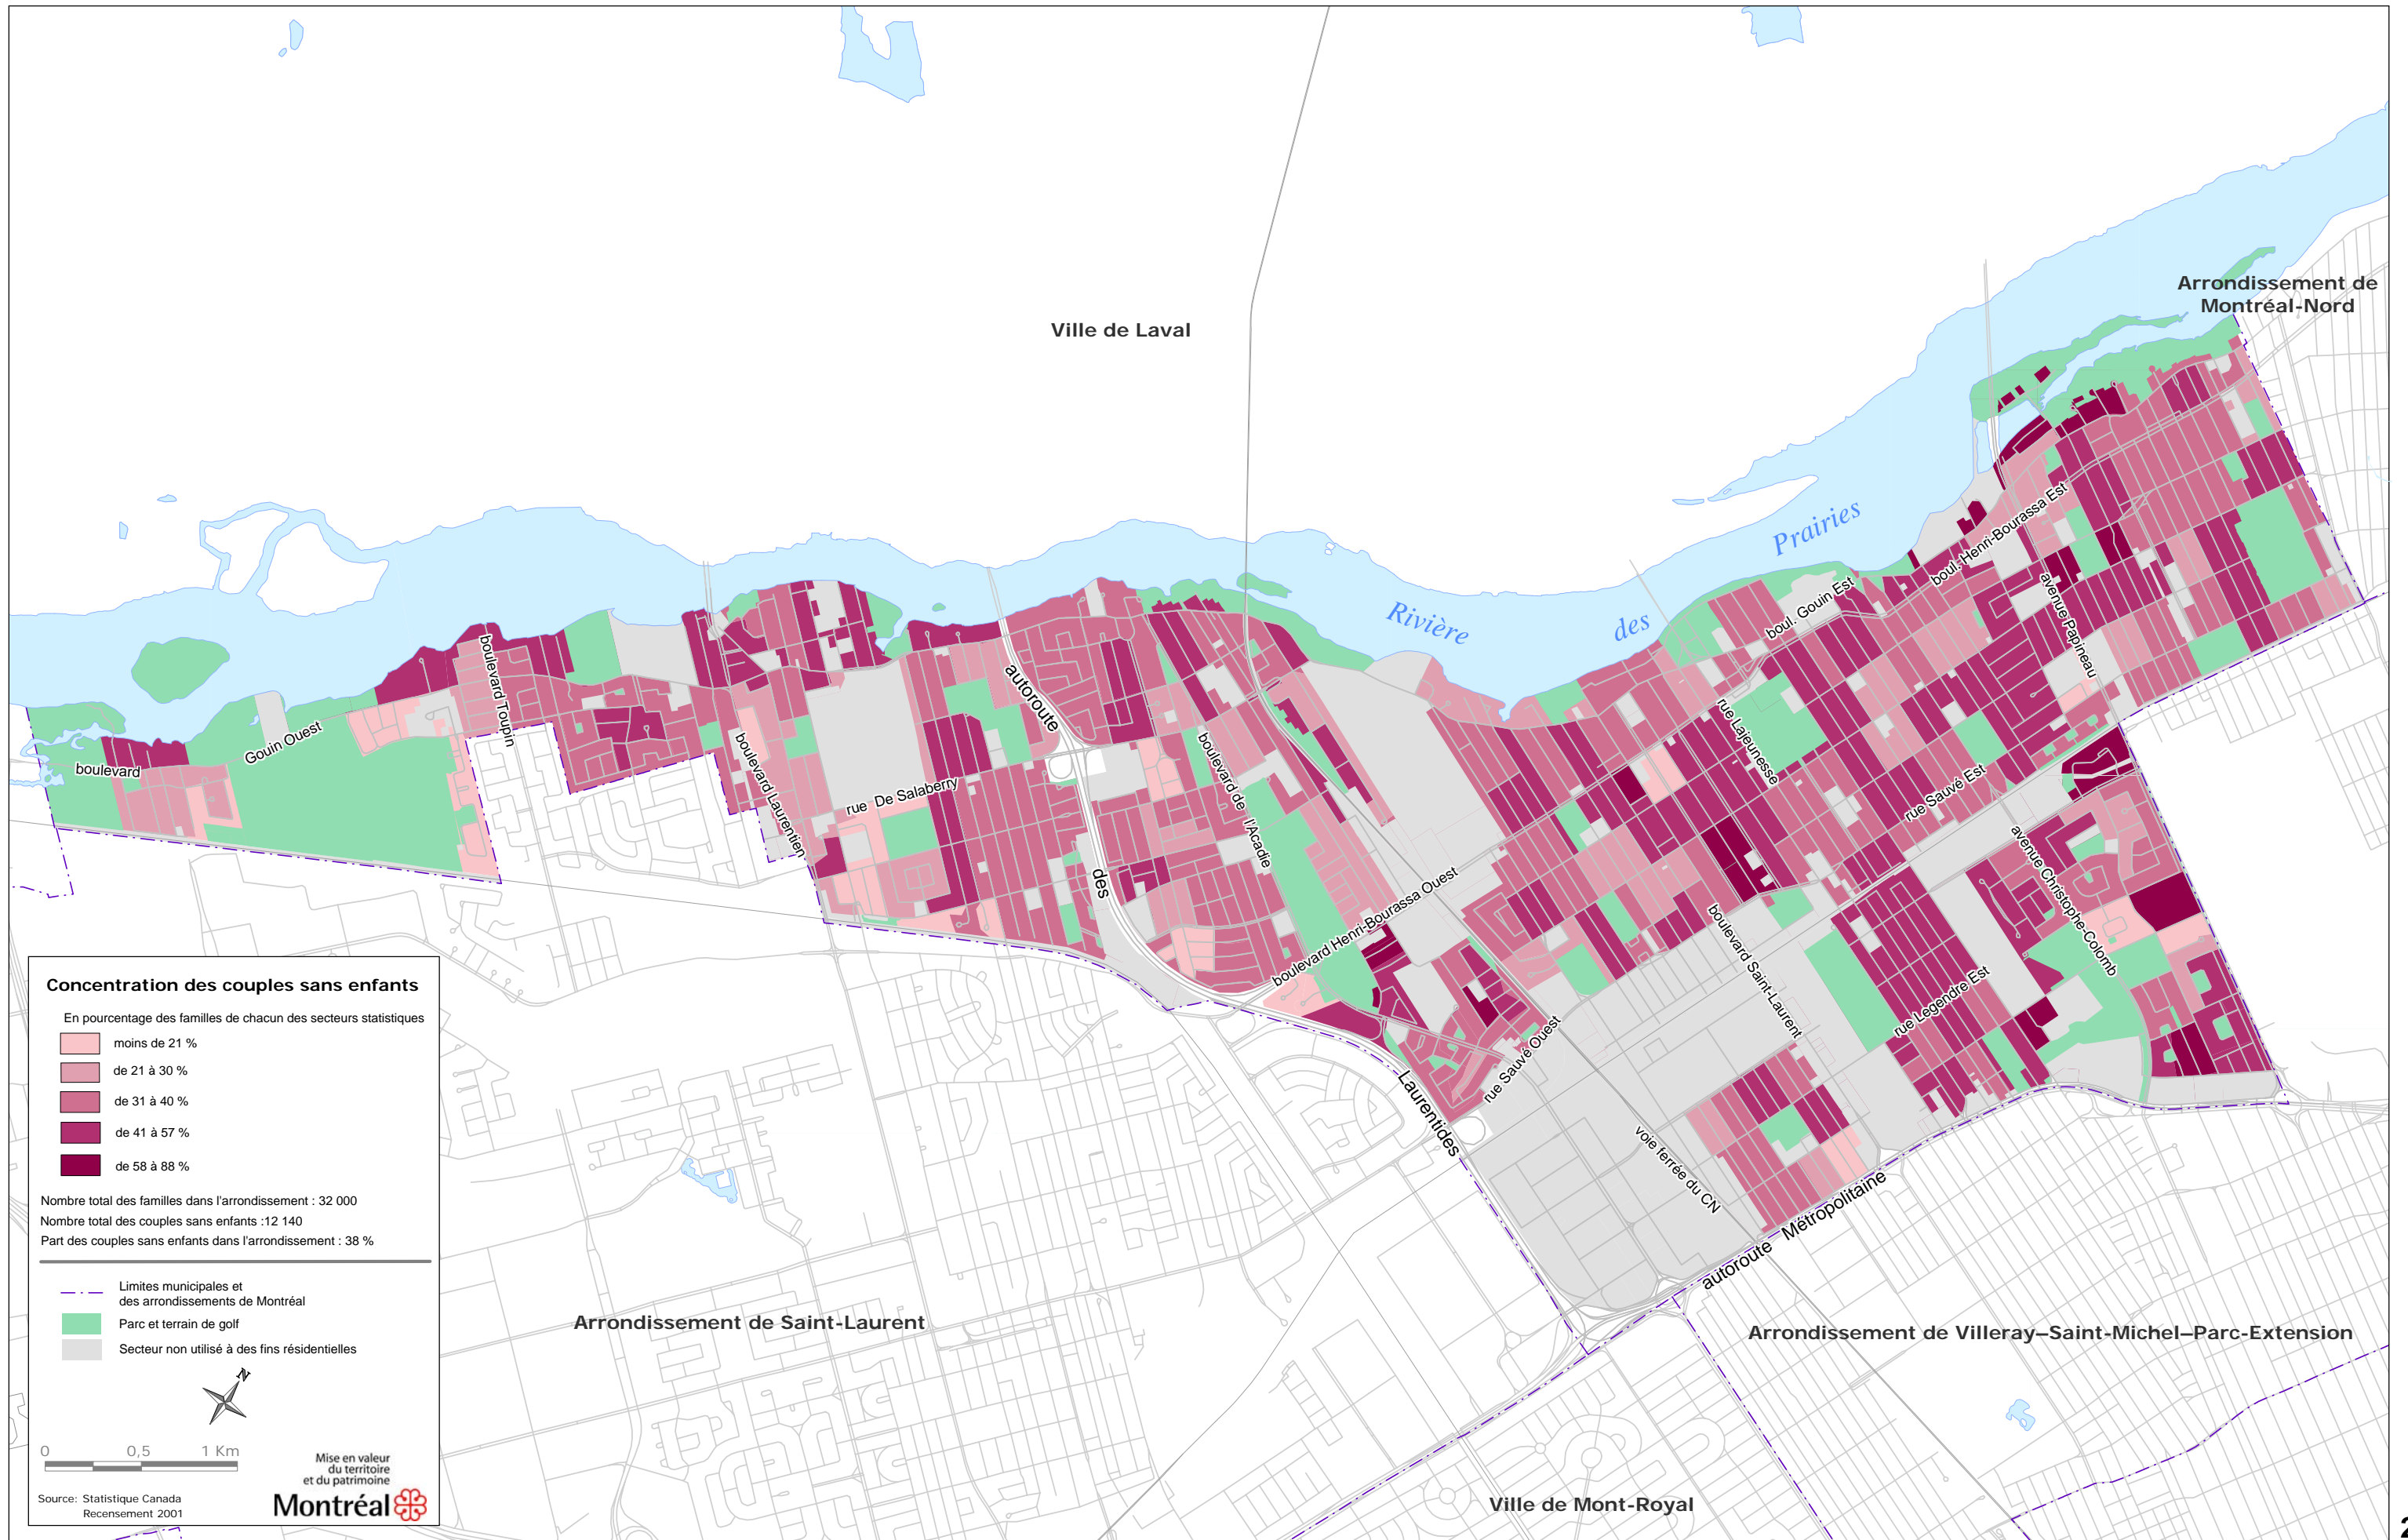 Ville de Laval
Arrondissement de
Montréal-Nord
Rivière
des
Prairies
boul. Gouin Est
boul. Henri-Bourassa Est
avenue Papineau
boulevard
Gouin Ouest
boulevard Toupin
boulevard Laurentien
rue De Salaberry
autoroute
des
Laurentides
boulevard de
l'Acadie
boulevard Henri-Bourassa Ouest
rue Lajeunesse
rue Sauvé Est
avenue Christophe-Colomb
boulevard Saint-Laurent
rue Legendre Est
rue Sauvé Ouest
voie ferrée du CN
autoroute Métropolitaine
Arrondissement de Saint-Laurent
Arrondissement de Villeray–Saint-Michel–Parc-Extension
Ville de Mont-Royal
Concentration des couples sans enfants
En pourcentage des familles de chacun des secteurs statistiques
moins de 21 %
de 21 à 30 %
de 31 à 40 %
de 41 à 57 %
de 58 à 88 %
Nombre total des familles dans l'arrondissement : 32 000
Nombre total des couples sans enfants :12 140
Part des couples sans enfants dans l'arrondissement : 38 %
Limites municipales et
des arrondissements de Montréal
Parc et terrain de golf
Secteur non utilisé à des fins résidentielles
N
0 0,5 1 Km
Mise en valeur
du territoire
et du patrimoine
Montréal
Source: Statistique Canada
Recensement 2001